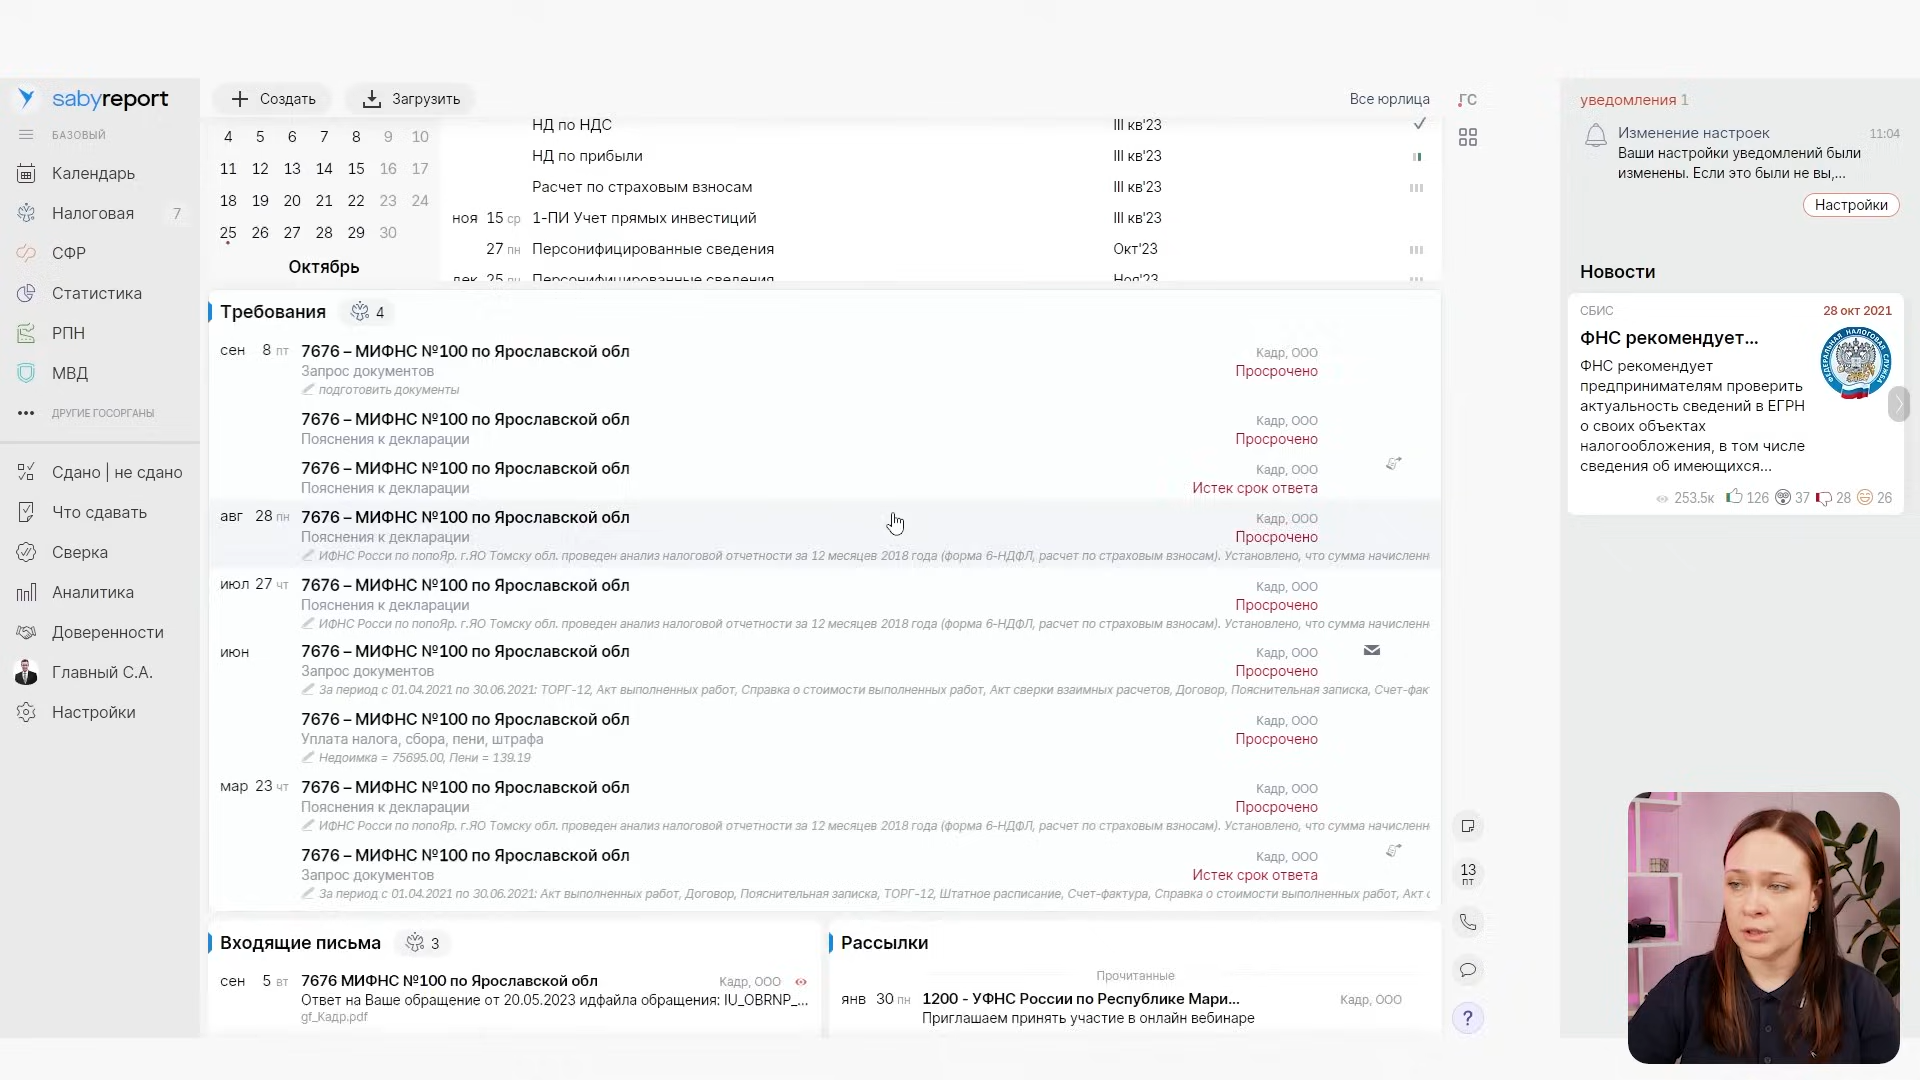 sabyreport
БАЗОВЫЙ
Календарь
Налоговая 7
СФР
Статистика
РПН
МВД
ДРУГИЕ ГОСОРГАНЫ
Сдано | не сдано
Что сдавать
Сверка
Аналитика
Доверенности
Главный С.А.
Настройки
Создать
Загрузить
Все юрлица
ГС
4 5 6 7 8 9 10
11 12 13 14 15 16 17
18 19 20 21 22 23 24
25 26 27 28 29 30
Октябрь
НД по НДС III кв'23
НД по прибыли III кв'23
Расчет по страховым взносам III кв'23
ноя 15 ср 1-ПИ Учет прямых инвестиций III кв'23
27 пн Персонифицированные сведения Окт'23
дек 25 пн Персонифицированные сведения Ноя'23
Требования 4
сен 8 пт 7676 – МИФНС №100 по Ярославской обл Кадр, ООО
Запрос документов Просрочено
подготовить документы
7676 – МИФНС №100 по Ярославской обл Кадр, ООО
Пояснения к декларации Просрочено
7676 – МИФНС №100 по Ярославской обл Кадр, ООО
Пояснения к декларации Истек срок ответа
авг 28 пн 7676 – МИФНС №100 по Ярославской обл Кадр, ООО
Пояснения к декларации Просрочено
ИФНС Росси по попоЯр. г.ЯО Томску обл. проведен анализ налоговой отчетности за 12 месяцев 2018 года (форма 6-НДФЛ, расчет по страховым взносам). Установлено, что сумма начисленн
июл 27 чт 7676 – МИФНС №100 по Ярославской обл Кадр, ООО
Пояснения к декларации Просрочено
ИФНС Росси по попоЯр. г.ЯО Томску обл. проведен анализ налоговой отчетности за 12 месяцев 2018 года (форма 6-НДФЛ, расчет по страховым взносам). Установлено, что сумма начисленн
июн 7676 – МИФНС №100 по Ярославской обл Кадр, ООО
Запрос документов Просрочено
За период с 01.04.2021 по 30.06.2021: ТОРГ-12, Акт выполненных работ, Справка о стоимости выполненных работ, Акт сверки взаимных расчетов, Договор, Пояснительная записка, Счет-фак
7676 – МИФНС №100 по Ярославской обл Кадр, ООО
Уплата налога, сбора, пени, штрафа Просрочено
Недоимка = 75695.00, Пени = 139.19
мар 23 чт 7676 – МИФНС №100 по Ярославской обл Кадр, ООО
Пояснения к декларации Просрочено
ИФНС Росси по попоЯр. г.ЯО Томску обл. проведен анализ налоговой отчетности за 12 месяцев 2018 года (форма 6-НДФЛ, расчет по страховым взносам). Установлено, что сумма начисленн
7676 – МИФНС №100 по Ярославской обл Кадр, ООО
Запрос документов Истек срок ответа
За период с 01.04.2021 по 30.06.2021: Акт выполненных работ, Договор, Пояснительная записка, ТОРГ-12, Штатное расписание, Счет-фактура, Справка о стоимости выполненных работ, Акт с
Входящие письма 3
сен 5 вт 7676 МИФНС №100 по Ярославской обл Кадр, ООО
Ответ на Ваше обращение от 20.05.2023 идфайла обращения: IU_OBRNP_...
gf_Кадр.pdf
Рассылки
Прочитанные
янв 30 пн 1200 - УФНС России по Республике Мари... Кадр, ООО
Приглашаем принять участие в онлайн вебинаре
13
пт
?
уведомления 1
Изменение настроек 11:04
Ваши настройки уведомлений были
изменены. Если это были не вы,...
Настройки
Новости
СБИС 28 окт 2021
ФНС рекомендует...
ФНС рекомендует
предпринимателям проверить
актуальность сведений в ЕГРН
о своих объектах
налогообложения, в том числе
сведения об имеющихся...
253.5к 126 37 28 26